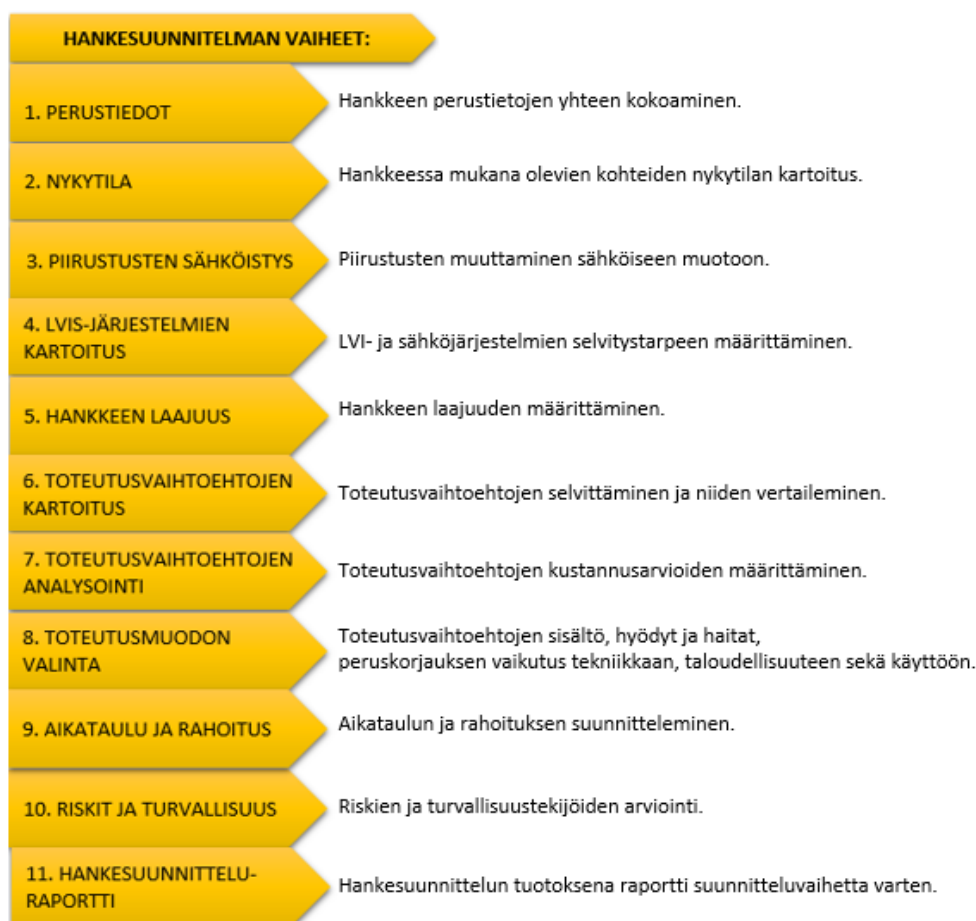 HANKESUUNNITELMAN VAIHEET:
1. PERUSTIEDOT
Hankkeen perustietojen yhteen kokoaminen.
2. NYKYTILA
Hankkeessa mukana olevien kohteiden nykytilan kartoitus.
3. PIIRUSTUSTEN SÄHKÖISTYS
Piirustusten muuttaminen sähköiseen muotoon.
4. LVIS-JÄRJESTELMIEN
KARTOITUS
LVI- ja sähköjärjestelmien selvitystarpeen määrittäminen.
5. HANKKEEN LAAJUUS
Hankkeen laajuuden määrittäminen.
6. TOTEUTUSVAIHTOEHTOJEN
KARTOITUS
Toteutusvaihtoehtojen selvittäminen ja niiden vertaileminen.
7. TOTEUTUSVAIHTOEHTOJEN
ANALYSOINTI
Toteutusvaihtoehtojen kustannusarvioiden määrittäminen.
8. TOTEUTUSMUODON
VALINTA
Toteutusvaihtoehtojen sisältö, hyödyt ja haitat,
peruskorjauksen vaikutus tekniikkaan, taloudellisuuteen sekä käyttöön.
9. AIKATAULU JA RAHOITUS
Aikataulun ja rahoituksen suunnitteleminen.
10. RISKIT JA TURVALLISUUS
Riskien ja turvallisuustekijöiden arviointi.
11. HANKESUUNNITTELU-
RAPORTTI
Hankesuunnittelun tuotoksena raportti suunnitteluvaihetta varten.